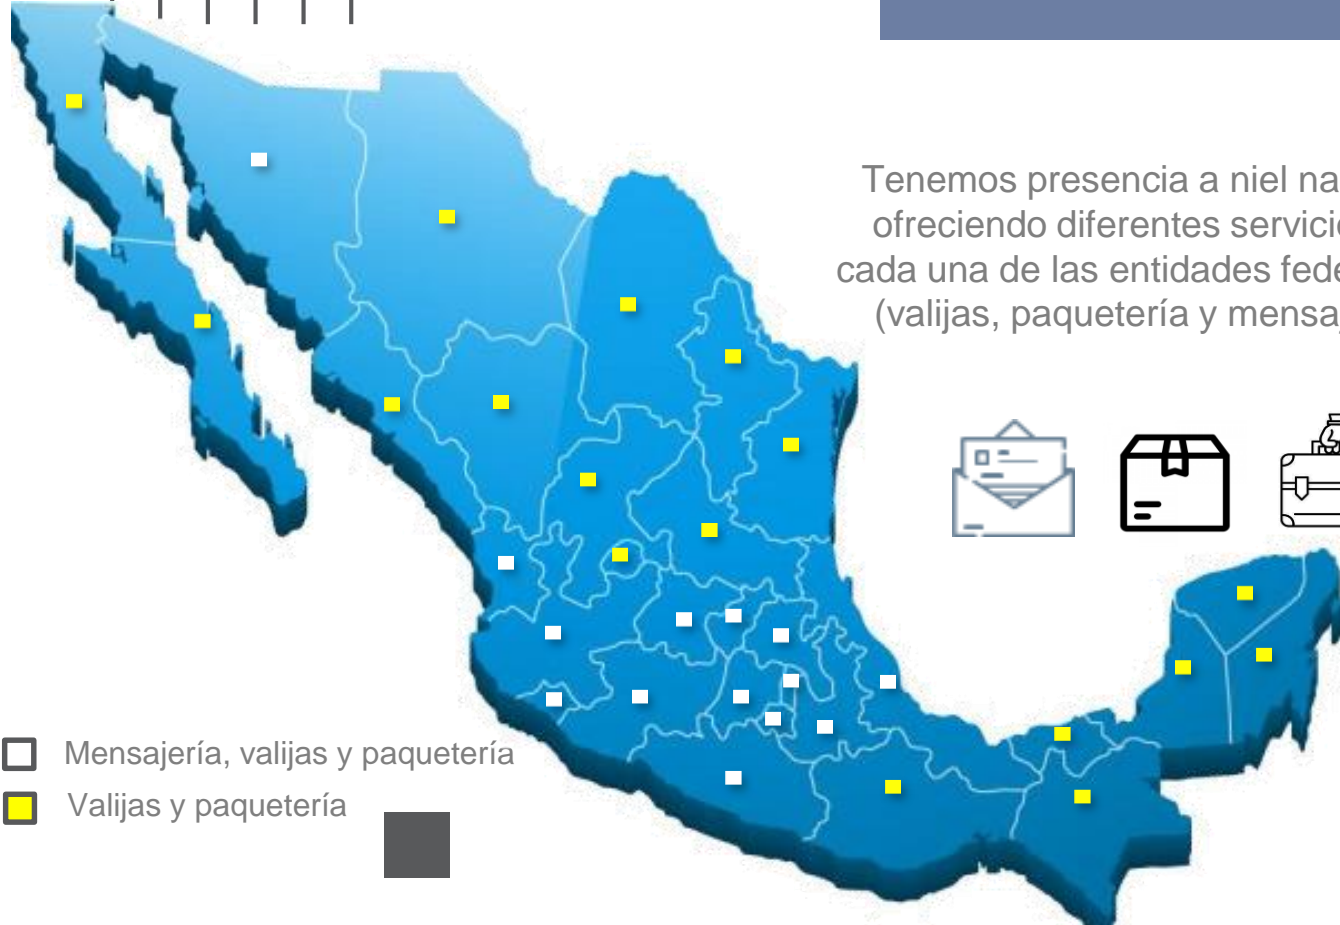 Tenemos presencia a niel na
ofreciendo diferentes servici
cada una de las entidades fede
(valijas, paquetería y mensa
Mensajería, valijas y paquetería
Valijas y paquetería